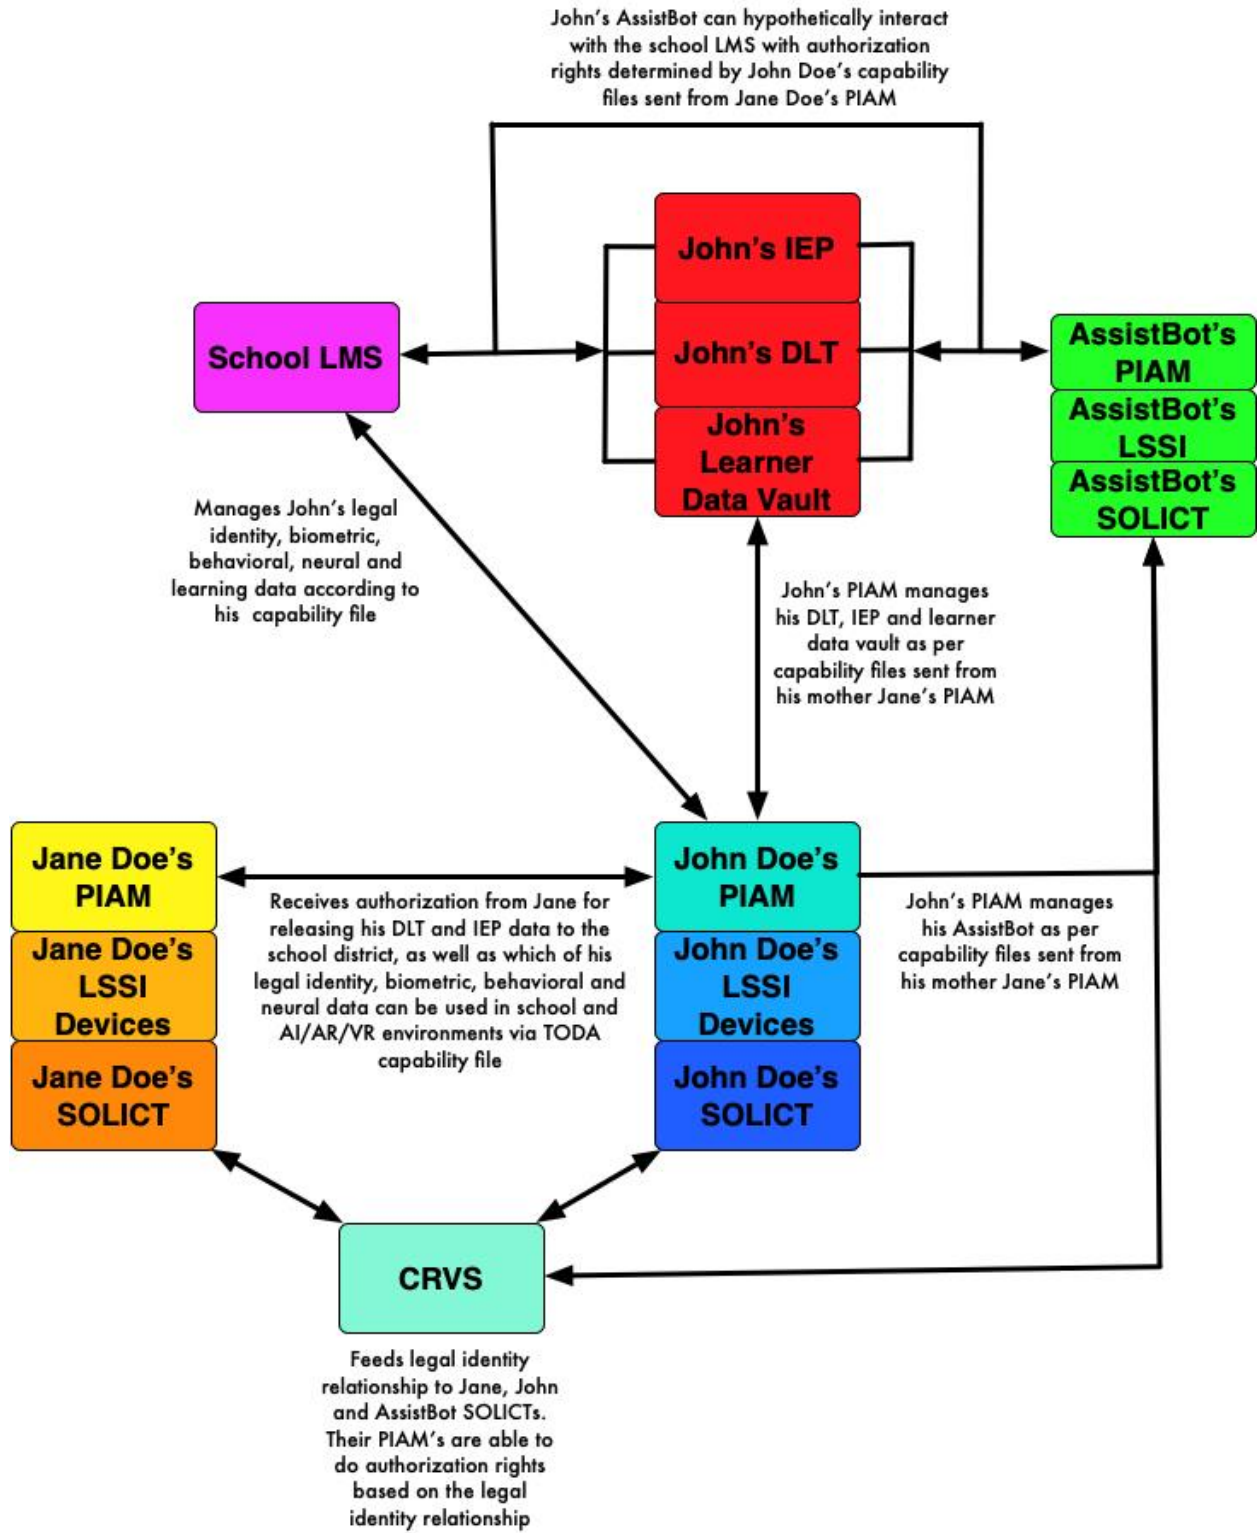 John’s AssistBot can hypothetically interact
with the school LMS with authorization
rights determined by John Doe’s capability
files sent from Jane Doe’s PIAM
John’s IEP
School LMS
John’s DLT
AssistBot’s
PIAM
AssistBot’s
LSSI
AssistBot’s
SOLICT
John’s
Learner
Data Vault
Manages John’s legal
identity, biometric,
behavioral, neural and
learning data according to
his capability file
John’s PIAM manages
his DLT, IEP and learner
data vault as per
capability files sent from
his mother Jane’s PIAM
Jane Doe’s
PIAM
Jane Doe’s
LSSI
Devices
Jane Doe’s
SOLICT
Receives authorization from Jane for
releasing his DLT and IEP data to the
school district, as well as which of his
legal identity, biometric, behavioral and
neural data can be used in school and
AI/AR/VR environments via TODA
capability file
John Doe’s
PIAM
John Doe’s
LSSI
Devices
John Doe’s
SOLICT
John’s PIAM manages
his AssistBot as per
capability files sent from
his mother Jane’s PIAM
CRVS
Feeds legal identity
relationship to Jane, John
and AssistBot SOLICTs.
Their PIAM’s are able to
do authorization rights
based on the legal
identity relationship